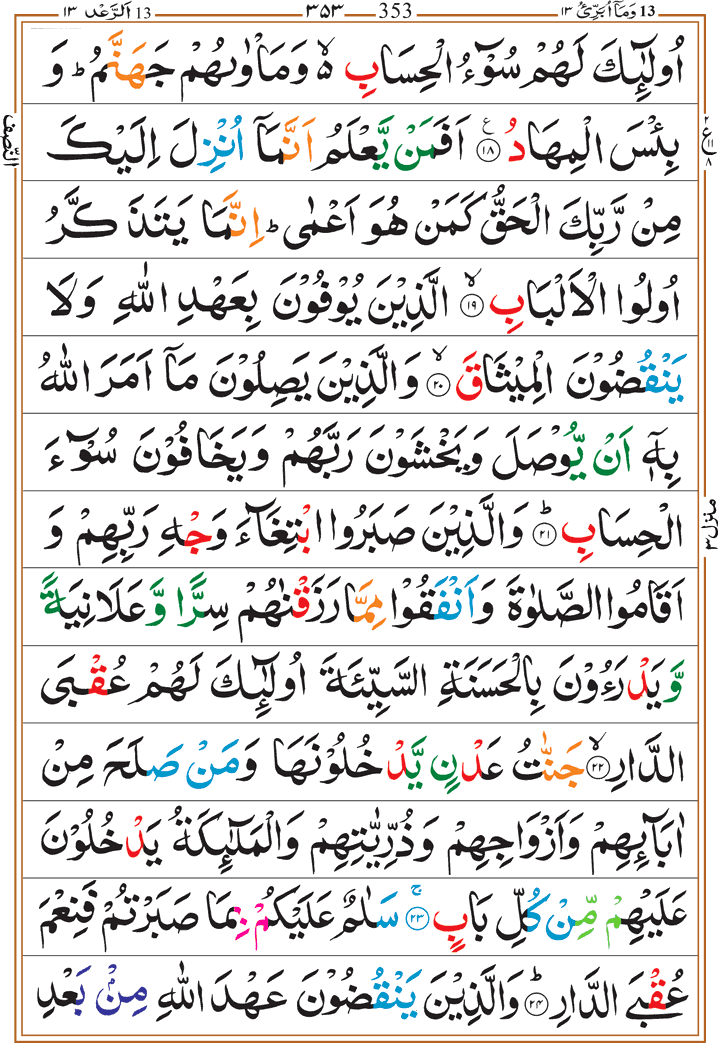 13 وَمَآ اُبَرِّئُ ١٣
353 ٣٥٣
13 اَلرَّعْد ١٣
اُولٰٓئِكَ لَهُمْ سُوْٓءُ الْحِسَابِ ۙ۬ وَمَاْوٰىهُمْ جَهَنَّمُ ؕ وَ
بِئْسَ الْمِهَادُ ۧ‏﴿۱۸﴾ اَفَمَنْ يَّعْلَمُ اَنَّمَاۤ اُنْزِلَ اِلَيْكَ
مِنْ رَّبِّكَ الْحَقُّ كَمَنْ هُوَ اَعْمٰى ؕ اِنَّمَا يَتَذَكَّرُ
اُولُوا الْاَلْبَابِ ۙ‏﴿۱۹﴾ الَّذِيْنَ يُوْفُوْنَ بِعَهْدِ اللّٰهِ وَلَا
يَنْقُضُوْنَ الْمِيْثَاقَ ۙ‏﴿۲۰﴾ وَالَّذِيْنَ يَصِلُوْنَ مَاۤ اَمَرَ اللّٰهُ
بِهٖۤ اَنْ يُّوْصَلَ وَيَخْشَوْنَ رَبَّهُمْ وَيَخَافُوْنَ سُوْٓءَ
الْحِسَابِ ؕ‏﴿۲۱﴾ وَالَّذِيْنَ صَبَرُوا ابْتِغَآءَ وَجْهِ رَبِّهِمْ وَ
اَقَامُوا الصَّلٰوةَ وَاَنْفَقُوْا مِمَّا رَزَقْنٰهُمْ سِرًّا وَّعَلَانِيَةً
وَّيَدْرَءُوْنَ بِالْحَسَنَةِ السَّيِّئَةَ اُولٰٓئِكَ لَهُمْ عُقْبَى
الدَّارِ ۙ‏﴿۲۲﴾ جَنّٰتُ عَدْنٍ يَّدْخُلُوْنَهَا وَمَنْ صَلَحَ مِنْ
اٰبَآئِهِمْ وَاَزْوَاجِهِمْ وَذُرِّيّٰتِهِمْ وَالْمَلٰٓئِكَةُ يَدْخُلُوْنَ
عَلَيْهِمْ مِّنْ كُلِّ بَابٍ ۚ‏﴿۲۳﴾ سَلٰمٌ عَلَيْكُمْ بِمَا صَبَرْتُمْ فَنِعْمَ
عُقْبَى الدَّارِ ؕ‏﴿۲۴﴾ وَالَّذِيْنَ يَنْقُضُوْنَ عَهْدَ اللّٰهِ مِنْۢ بَعْدِ
النّصف
منزل ٣